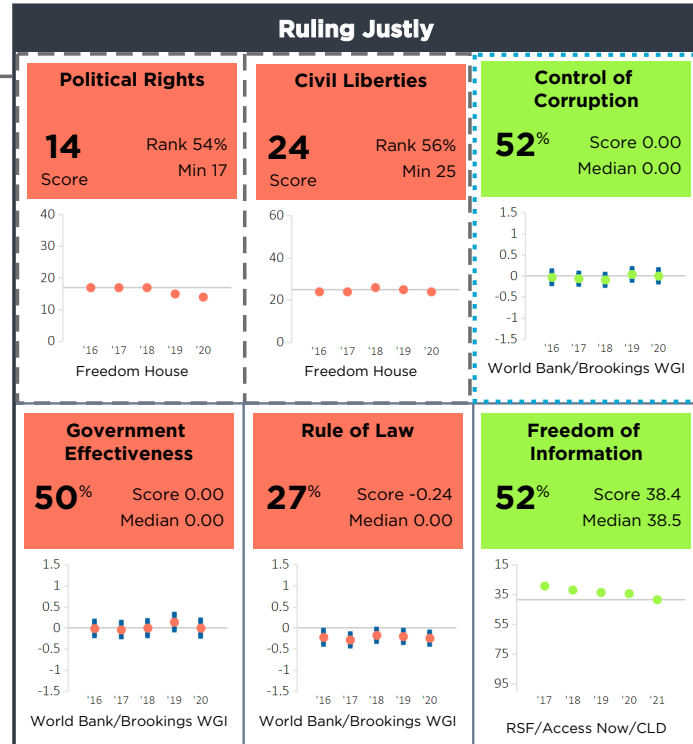 Ruling Justly
Political Rights
14
Score
Rank 54%
Min 17
40
30
20
10
0
'16 '17 '18 '19 '20
Freedom House
Civil Liberties
24
Score
Rank 56%
Min 25
60
40
20
0
'16 '17 '18 '19 '20
Freedom House
Control of
Corruption
52%
Score 0.00
Median 0.00
1.5
1
0.5
0
-0.5
-1
-1.5
'16 '17 '18 '19 '20
World Bank/Brookings WGI
Government
Effectiveness
50%
Score 0.00
Median 0.00
1.5
1
0.5
0
-0.5
-1
-1.5
'16 '17 '18 '19 '20
World Bank/Brookings WGI
Rule of Law
27%
Score -0.24
Median 0.00
1.5
1
0.5
0
-0.5
-1
-1.5
'16 '17 '18 '19 '20
World Bank/Brookings WGI
Freedom of
Information
52%
Score 38.4
Median 38.5
15
35
55
75
95
'17 '18 '19 '20 '21
RSF/Access Now/CLD